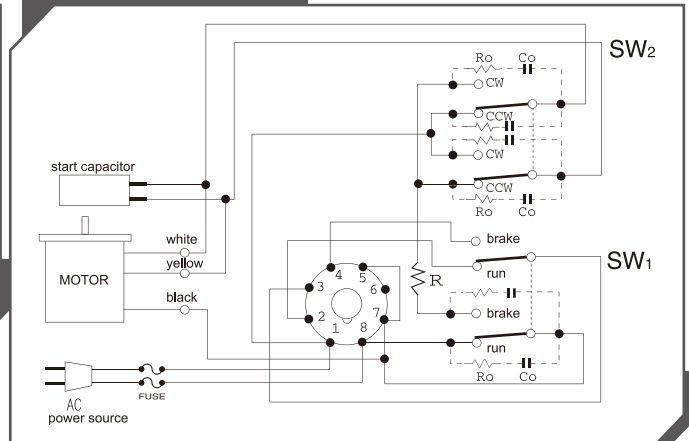 Ro Co
SW2
CW
CCW
CW
CCW
Ro Co
start capacitor
white
yellow
black
MOTOR
brake
run
SW1
R
brake
run
Ro Co
4 5
3 6
2 7
1 8
AC
power source
FUSE